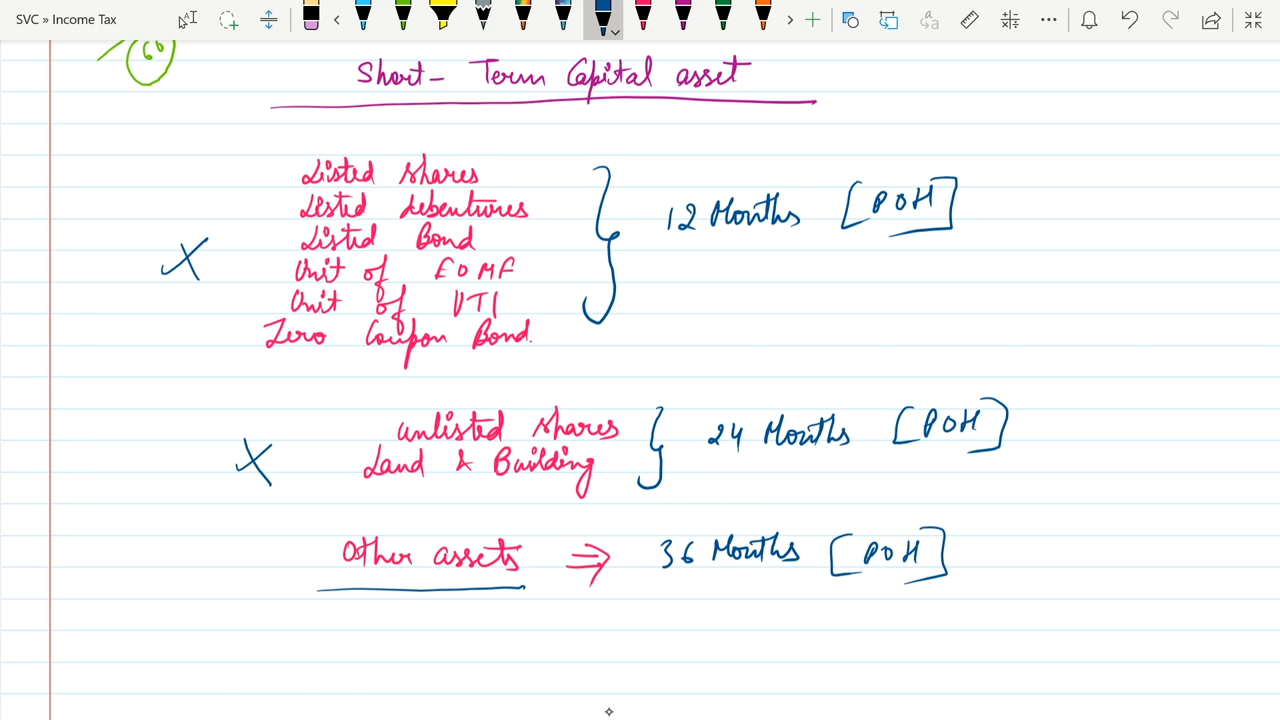 SVC » Income Tax
66
Short- Term Capital asset
Listed shares
Listed debentures
Listed Bond
Unit of EOMF
Unit of UTI
Zero Coupon Bond.
12 Months [POH]
unlisted shares
Land & Building
24 Months [POH]
Other assets ⇒ 36 Months [POH]